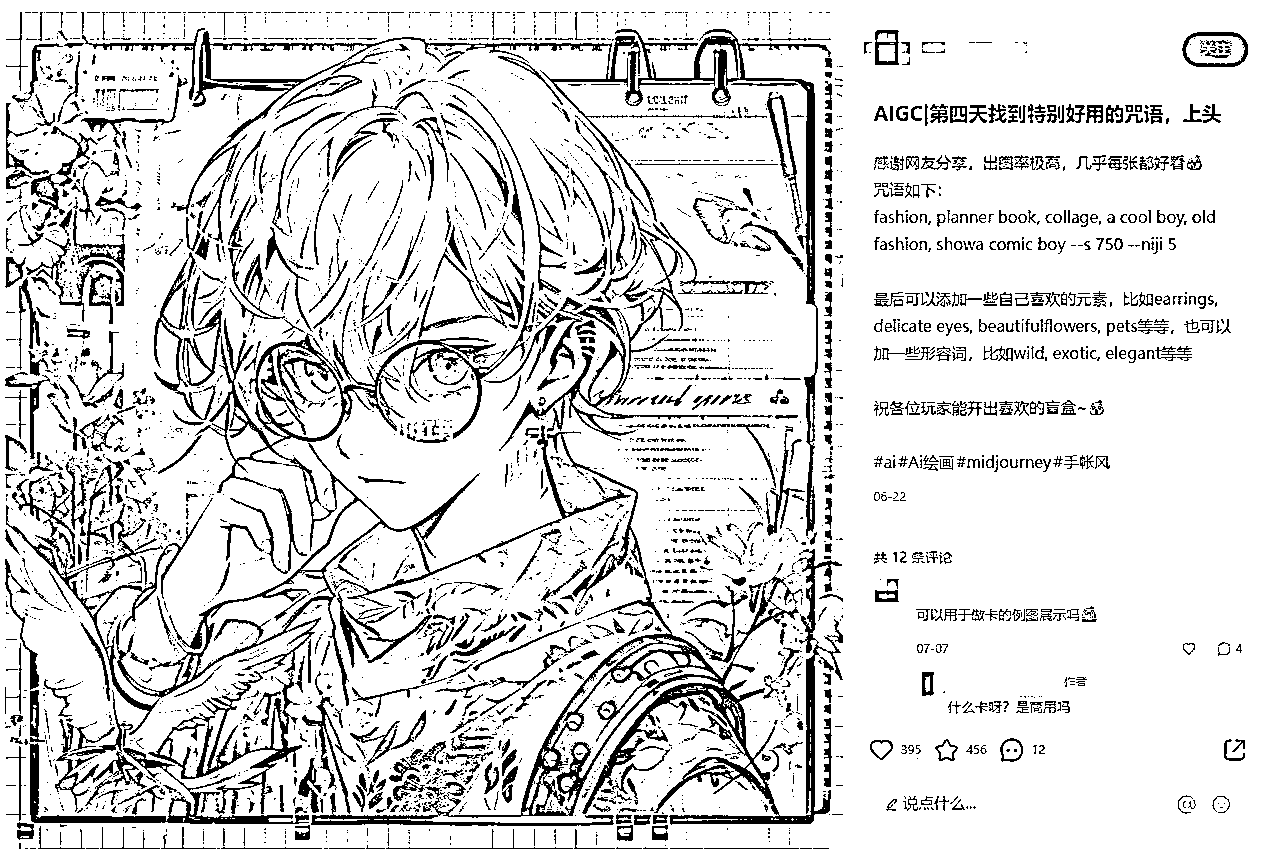 关注
AIGC|第四天找到特别好用的咒语，上头
感谢网友分享，出图率极高，几乎每张都好看
咒语如下：
fashion, planner book, collage, a cool boy, old
fashion, showa comic boy --s 750 --niji 5
最后可以添加一些自己喜欢的元素，比如earrings,
delicate eyes, beautifulflowers, pets等等，也可以
加一些形容词，比如wild, exotic, elegant等等
祝各位玩家能开出喜欢的盲盒~
#ai#Ai绘画#midjourney#手帐风
06-22
共 12 条评论
可以用于做卡的例图展示吗
07-07
4
作者
什么卡呀？是商用吗
395 456 12
说点什么...